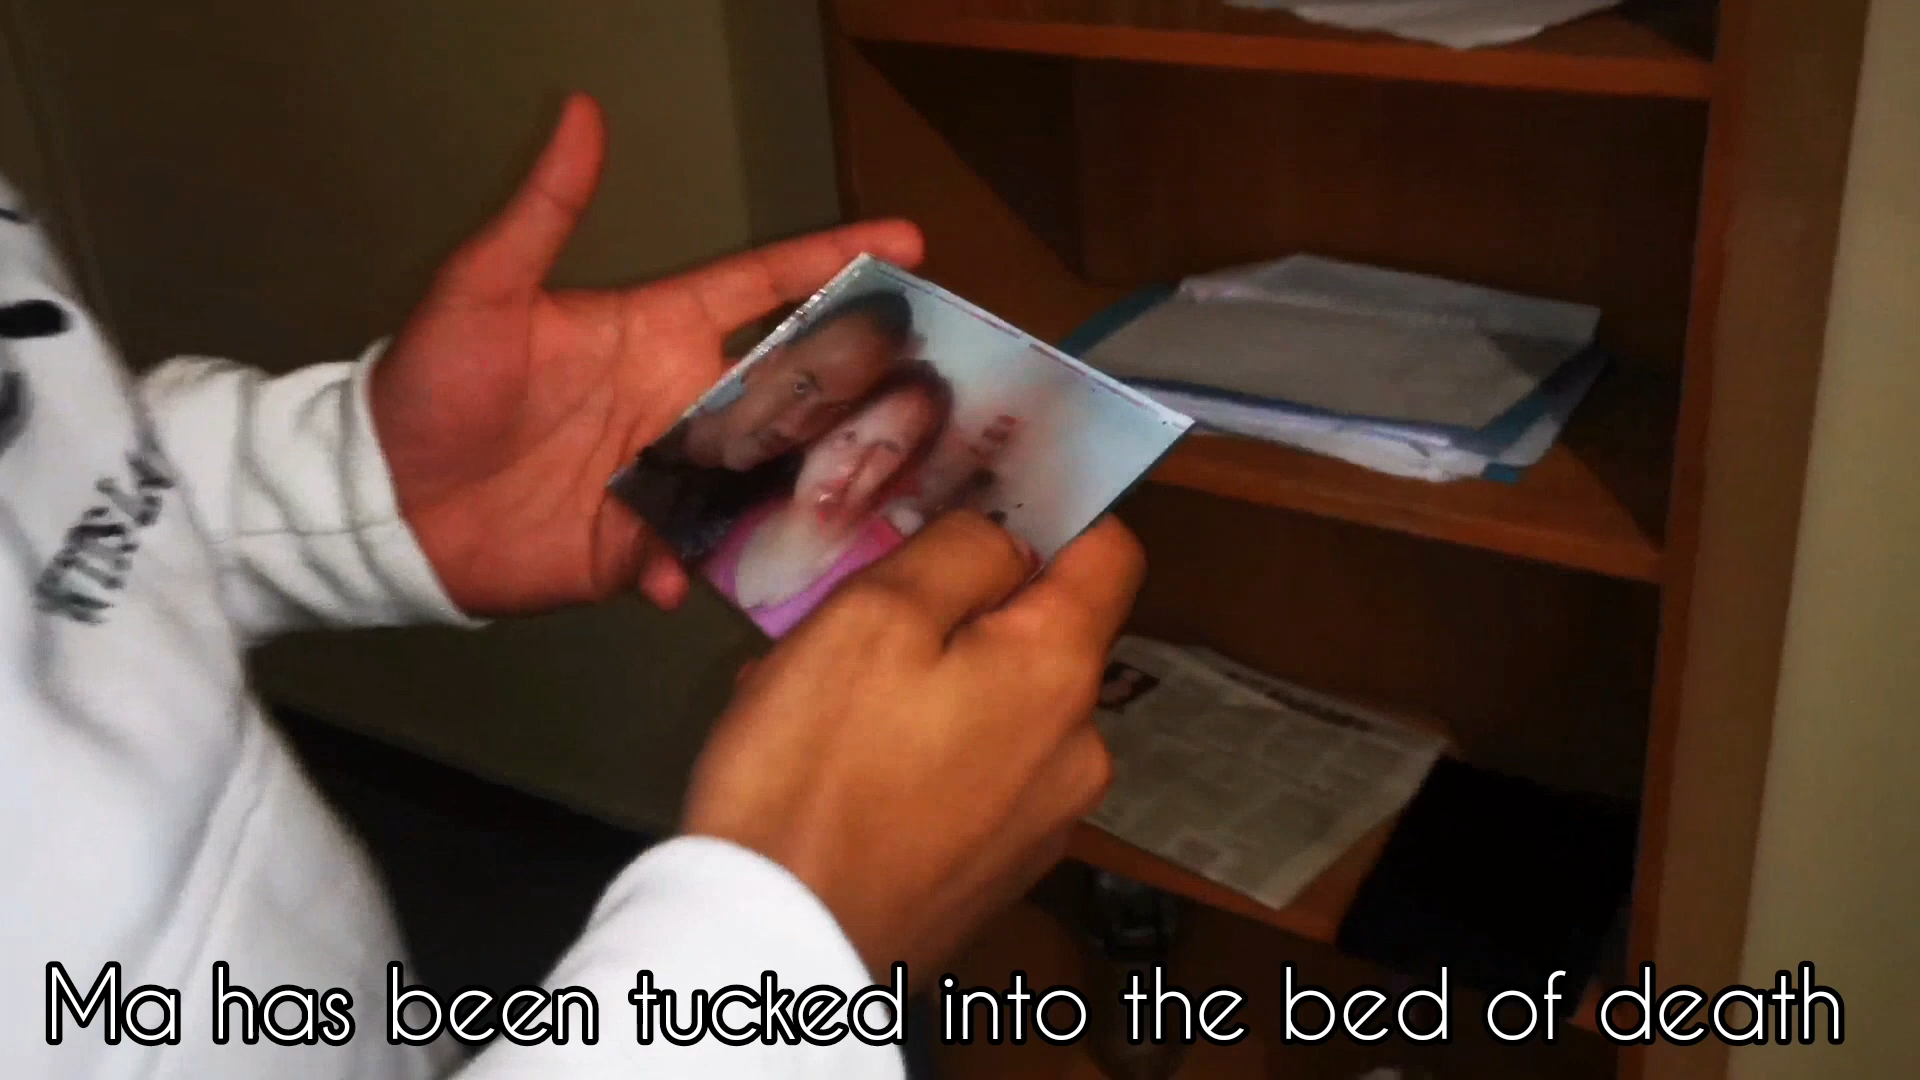 Ma has been tucked into the bed of death